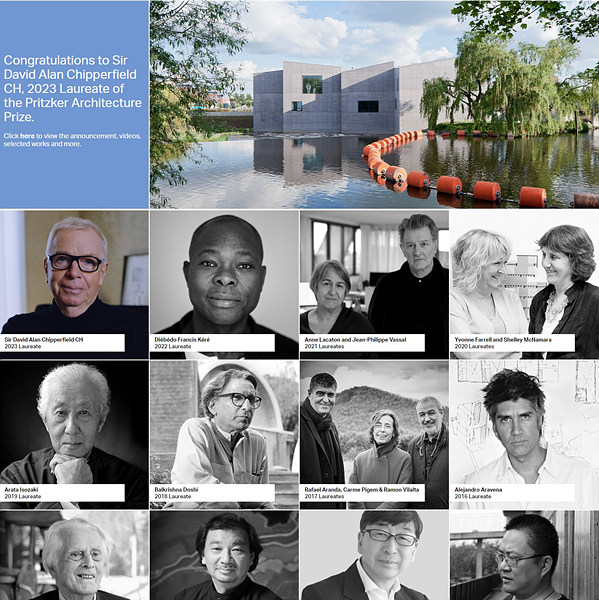 Congratulations to Sir
David Alan Chipperfield
CH, 2023 Laureate of
the Pritzker Architecture
Prize.
Click here to view the announcement, videos,
selected works and more.
Sir David Alan Chipperfield CH
2023 Laureate
Diébédo Francis Kéré
2022 Laureate
Anne Lacaton and Jean-Philippe Vassal
2021 Laureates
Yvonne Farrell and Shelley McNamara
2020 Laureates
Arata Isozaki
2019 Laureate
Balkrishna Doshi
2018 Laureate
Rafael Aranda, Carme Pigem & Ramon Vilalta
2017 Laureates
Alejandro Aravena
2016 Laureate